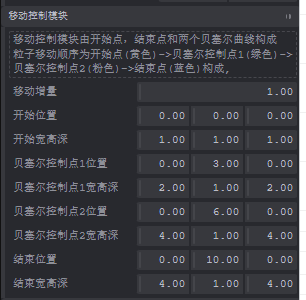 移动控制模块
移动控制模块由开始点，结束点和两个贝塞尔曲线构成
粒子移动顺序为开始点(黄色)->贝塞尔控制点1(绿色)->
贝塞尔控制点2(粉色)->结束点(蓝色)构成,
移动增量 1.00
开始位置 0.00 0.00 0.00
开始宽高深 1.00 1.00 1.00
贝塞尔控制点1位置 0.00 3.00 0.00
贝塞尔控制点1宽高深 2.00 1.00 2.00
贝塞尔控制点2位置 0.00 6.00 0.00
贝塞尔控制点2宽高深 4.00 1.00 4.00
结束位置 0.00 10.00 0.00
结束宽高深 4.00 1.00 4.00